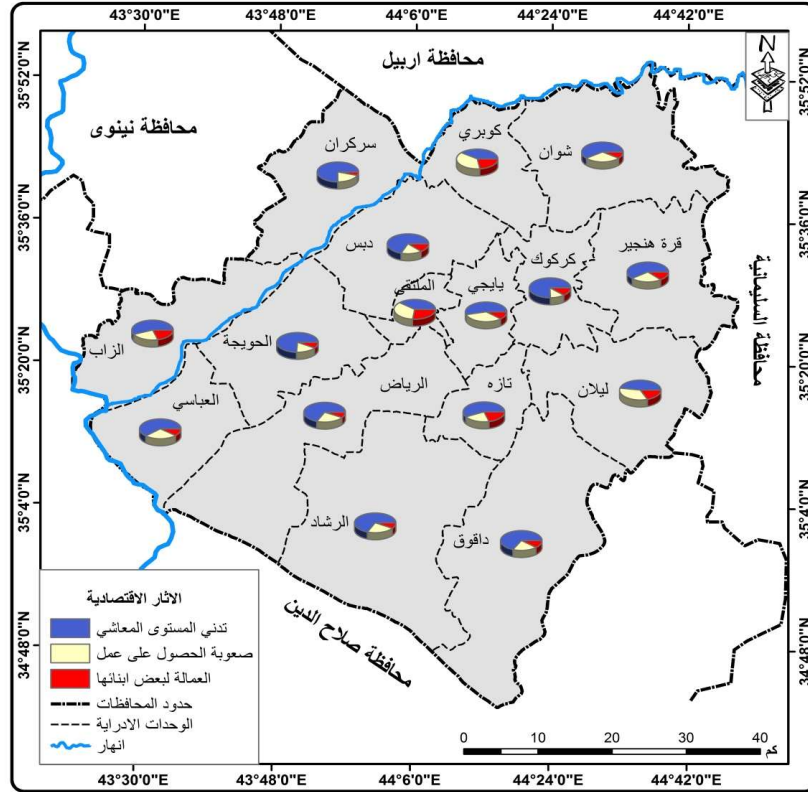 43°30'0"E 43°48'0"E 44°6'0"E 44°24'0"E 44°42'0"E
35°52'0"N
35°36'0"N
35°20'0"N
35°4'0"N
34°48'0"N
35°52'0"N
35°36'0"N
35°20'0"N
35°4'0"N
34°48'0"N
N
محافظة اربيل
محافظة نينوى
محافظة السليمانية
محافظة صلاح الدين
سركران
كوبري
شوان
دبس
قرة هنجير
كركوك
يايجي
الملتقي
الزاب
الحويجة
العباسي
الرياض
تازه
ليلان
الرشاد
داقوق
الاثار الاقتصادية
تدني المستوى المعاشي
صعوبة الحصول على عمل
العمالة لبعض ابنائها
حدود المحافظات
الوحدات الادراية
انهار
0 10 20 30 40
كم
43°30'0"E 43°48'0"E 44°6'0"E 44°24'0"E 44°42'0"E